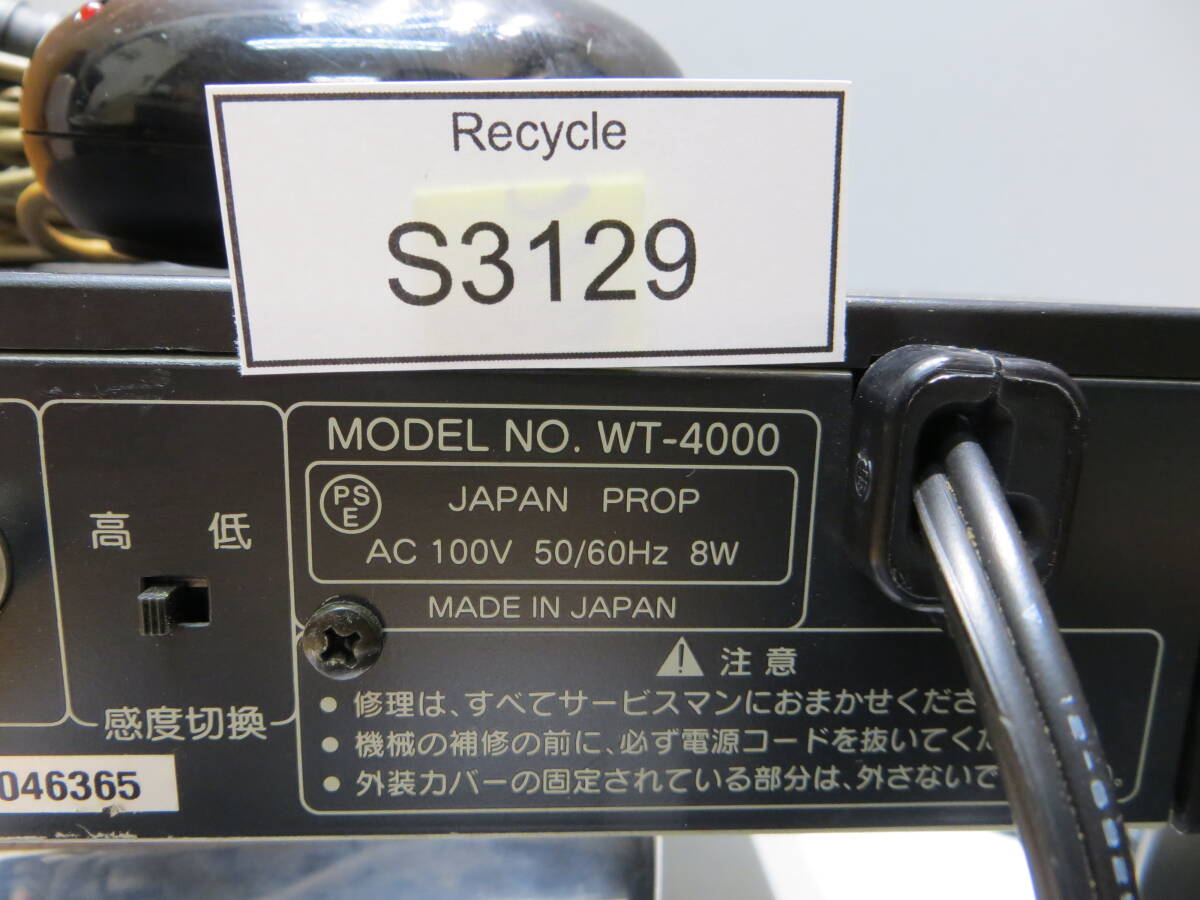 Recycle
S3129
MODEL NO. WT-4000
PS
E
JAPAN PROP
AC 100V 50/60Hz 8W
MADE IN JAPAN
高 低
感度切換
046365
注意
• 修理は、すべてサービスマンにおまかせくださ
• 機械の補修の前に、必ず電源コードを抜いてくだ
• 外装カバーの固定されている部分は、外さないで